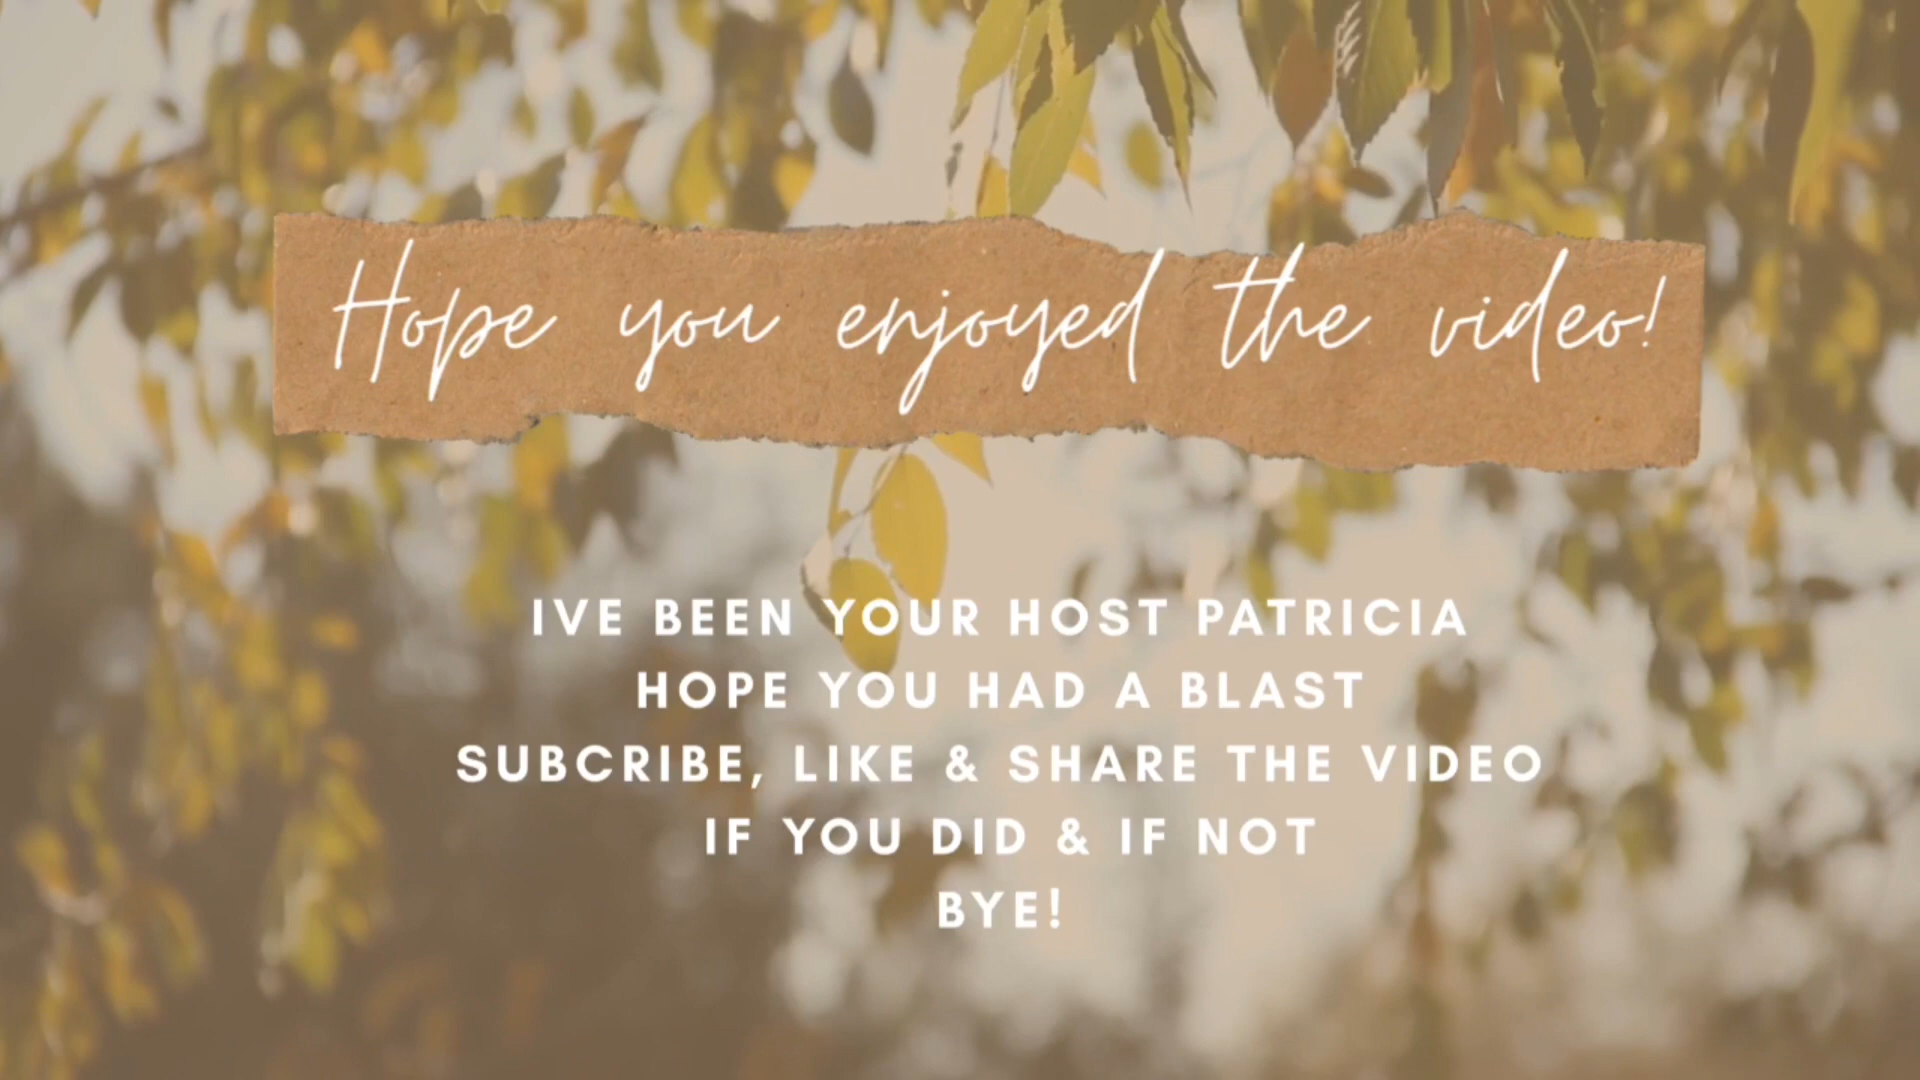 Hope you enjoyed the video!
IVE BEEN YOUR HOST PATRICIA
HOPE YOU HAD A BLAST
SUBCRIBE, LIKE & SHARE THE VIDEO
IF YOU DID & IF NOT
BYE!